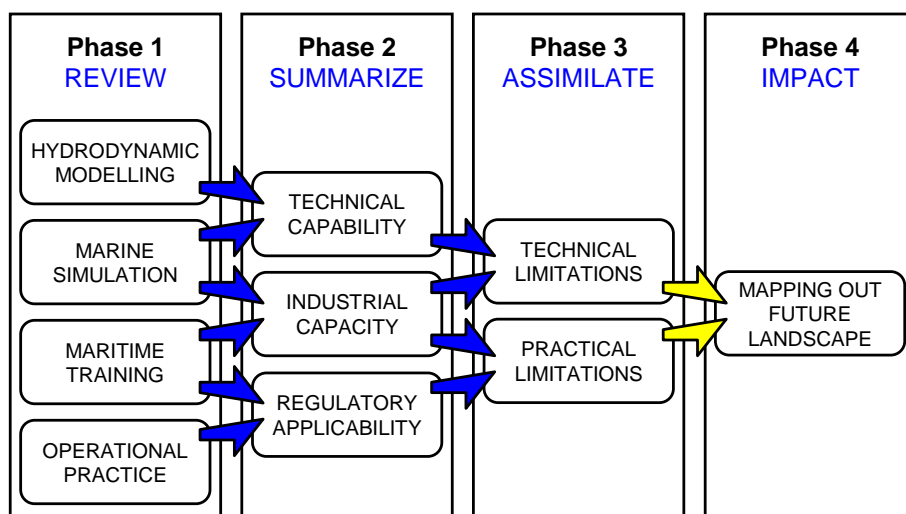 Phase 1
REVIEW
HYDRODYNAMIC
MODELLING
MARINE
SIMULATION
MARITIME
TRAINING
OPERATIONAL
PRACTICE
Phase 2
SUMMARIZE
TECHNICAL
CAPABILITY
INDUSTRIAL
CAPACITY
REGULATORY
APPLICABILITY
Phase 3
ASSIMILATE
TECHNICAL
LIMITATIONS
PRACTICAL
LIMITATIONS
Phase 4
IMPACT
MAPPING OUT
FUTURE
LANDSCAPE